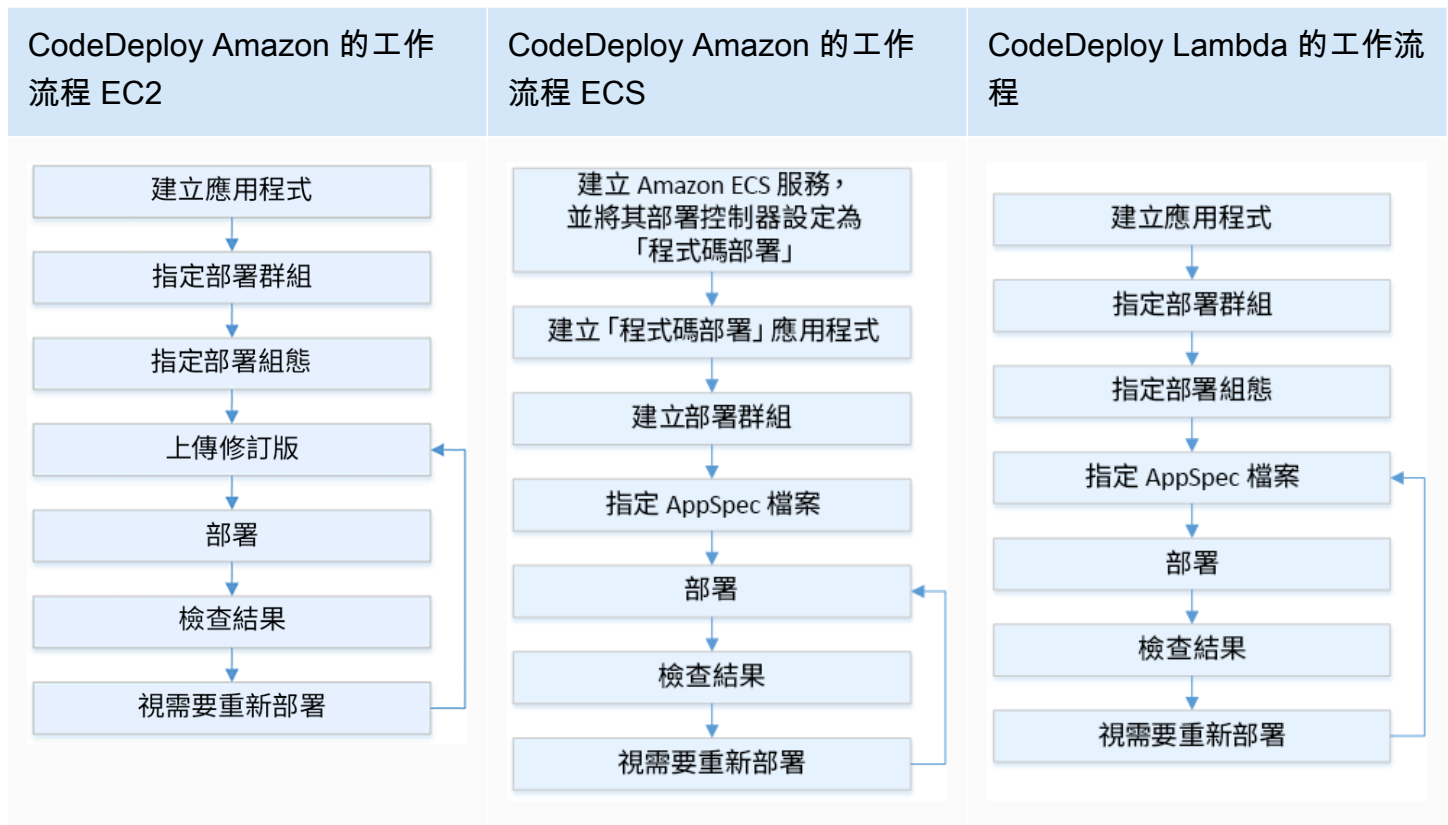 CodeDeploy Amazon 的工作
流程 EC2
建立應用程式
指定部署群組
指定部署組態
上傳修訂版
部署
檢查結果
視需要重新部署
CodeDeploy Amazon 的工作
流程 ECS
建立 Amazon ECS 服務，
並將其部署控制器設定為
「程式碼部署」
建立「程式碼部署」應用程式
建立部署群組
指定 AppSpec 檔案
部署
檢查結果
視需要重新部署
CodeDeploy Lambda 的工作流
程
建立應用程式
指定部署群組
指定部署組態
指定 AppSpec 檔案
部署
檢查結果
視需要重新部署